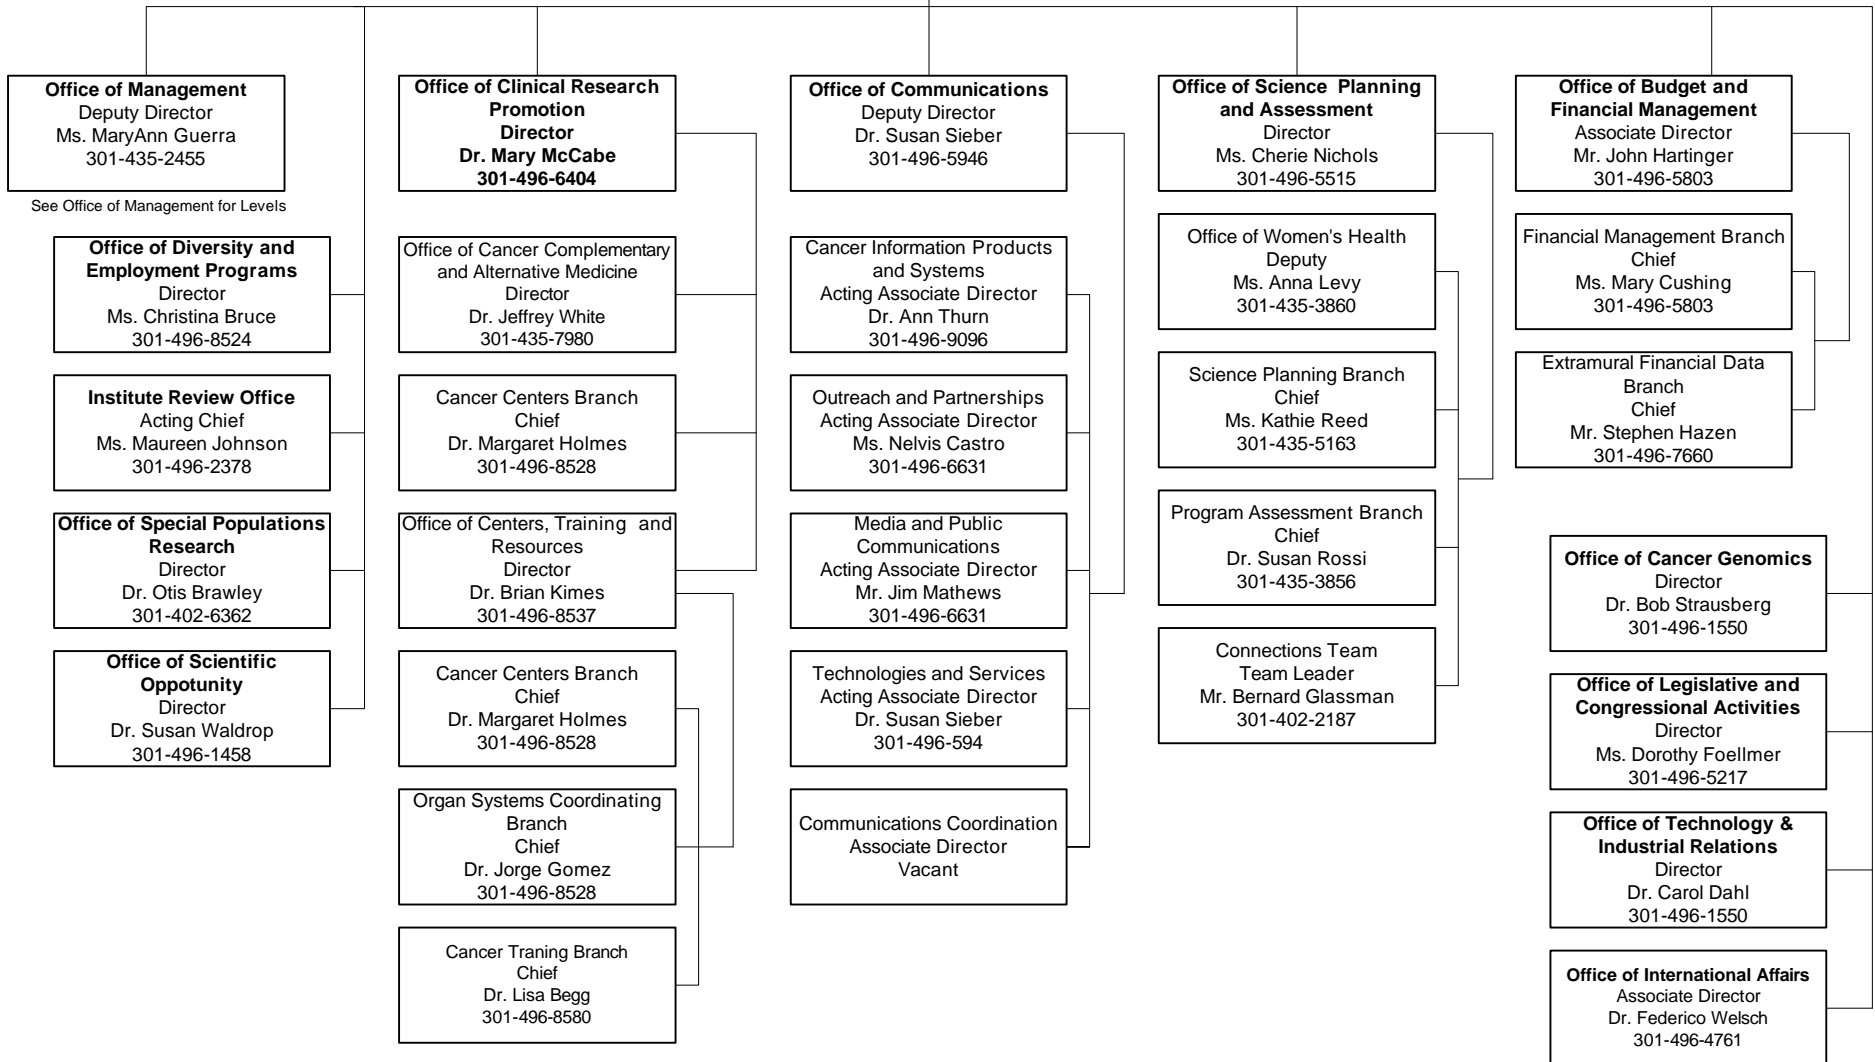 Office of Management
Deputy Director
Ms. MaryAnn Guerra
301-435-2455
See Office of Management for Levels
Office of Diversity and
Employment Programs
Director
Ms. Christina Bruce
301-496-8524
Institute Review Office
Acting Chief
Ms. Maureen Johnson
301-496-2378
Office of Special Populations
Research
Director
Dr. Otis Brawley
301-402-6362
Office of Scientific
Oppotunity
Director
Dr. Susan Waldrop
301-496-1458
Office of Clinical Research
Promotion
Director
Dr. Mary McCabe
301-496-6404
Office of Cancer Complementary
and Alternative Medicine
Director
Dr. Jeffrey White
301-435-7980
Cancer Centers Branch
Chief
Dr. Margaret Holmes
301-496-8528
Office of Centers, Training and
Resources
Director
Dr. Brian Kimes
301-496-8537
Cancer Centers Branch
Chief
Dr. Margaret Holmes
301-496-8528
Organ Systems Coordinating
Branch
Chief
Dr. Jorge Gomez
301-496-8528
Cancer Traning Branch
Chief
Dr. Lisa Begg
301-496-8580
Office of Communications
Deputy Director
Dr. Susan Sieber
301-496-5946
Cancer Information Products
and Systems
Acting Associate Director
Dr. Ann Thurn
301-496-9096
Outreach and Partnerships
Acting Associate Director
Ms. Nelvis Castro
301-496-6631
Media and Public
Communications
Acting Associate Director
Mr. Jim Mathews
301-496-6631
Technologies and Services
Acting Associate Director
Dr. Susan Sieber
301-496-594
Communications Coordination
Associate Director
Vacant
Office of Science Planning
and Assessment
Director
Ms. Cherie Nichols
301-496-5515
Office of Women's Health
Deputy
Ms. Anna Levy
301-435-3860
Science Planning Branch
Chief
Ms. Kathie Reed
301-435-5163
Program Assessment Branch
Chief
Dr. Susan Rossi
301-435-3856
Connections Team
Team Leader
Mr. Bernard Glassman
301-402-2187
Office of Budget and
Financial Management
Associate Director
Mr. John Hartinger
301-496-5803
Financial Management Branch
Chief
Ms. Mary Cushing
301-496-5803
Extramural Financial Data
Branch
Chief
Mr. Stephen Hazen
301-496-7660
Office of Cancer Genomics
Director
Dr. Bob Strausberg
301-496-1550
Office of Legislative and
Congressional Activities
Director
Ms. Dorothy Foellmer
301-496-5217
Office of Technology &
Industrial Relations
Director
Dr. Carol Dahl
301-496-1550
Office of International Affairs
Associate Director
Dr. Federico Welsch
301-496-4761